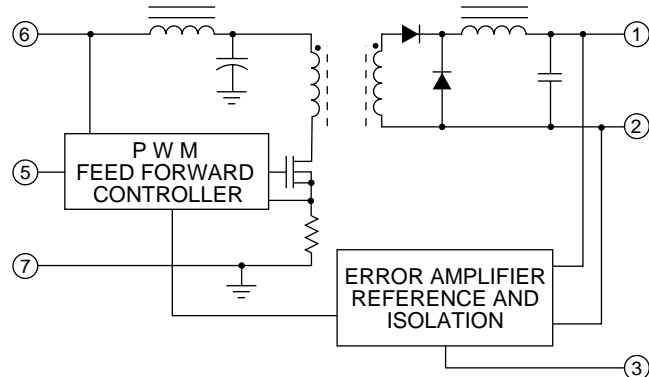 6
1
2
P W M
FEED FORWARD
CONTROLLER
5
7
ERROR AMPLIFIER
REFERENCE AND
ISOLATION
3